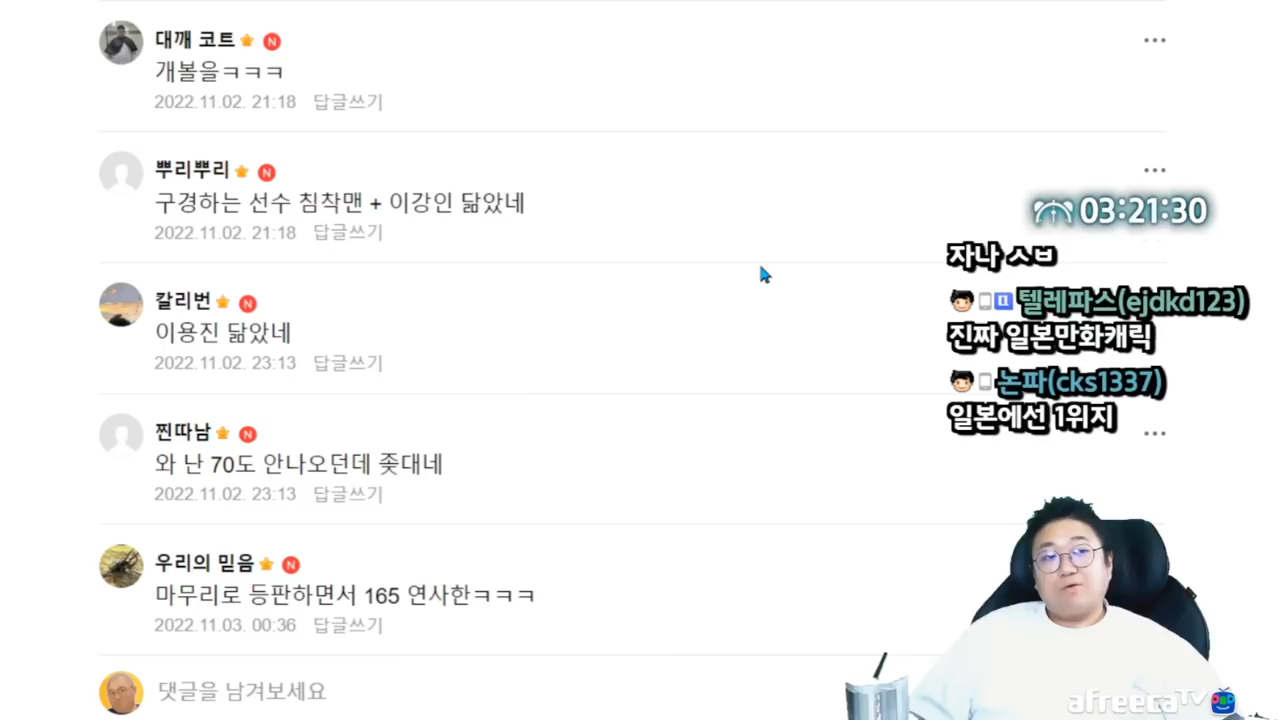 대깨 코트
개볼을ㅋㅋㅋ
2022.11.02. 21:18 답글쓰기
뿌리뿌리
구경하는 선수 침착맨 + 이강인 닮았네
2022.11.02. 21:18 답글쓰기
칼리번
이용진 닮았네
2022.11.02. 23:13 답글쓰기
찐따남
와 난 70도 안나오던데 좆대네
2022.11.02. 23:13 답글쓰기
우리의 믿음
마무리로 등판하면서 165 연사한ㅋㅋㅋ
2022.11.03. 00:36 답글쓰기
댓글을 남겨보세요
03:21:30
자나 ㅅㅂ
텔레파스(ejdkd123)
진짜 일본만화캐릭
논파(cks1337)
일본에선 1위지
afreecaTV